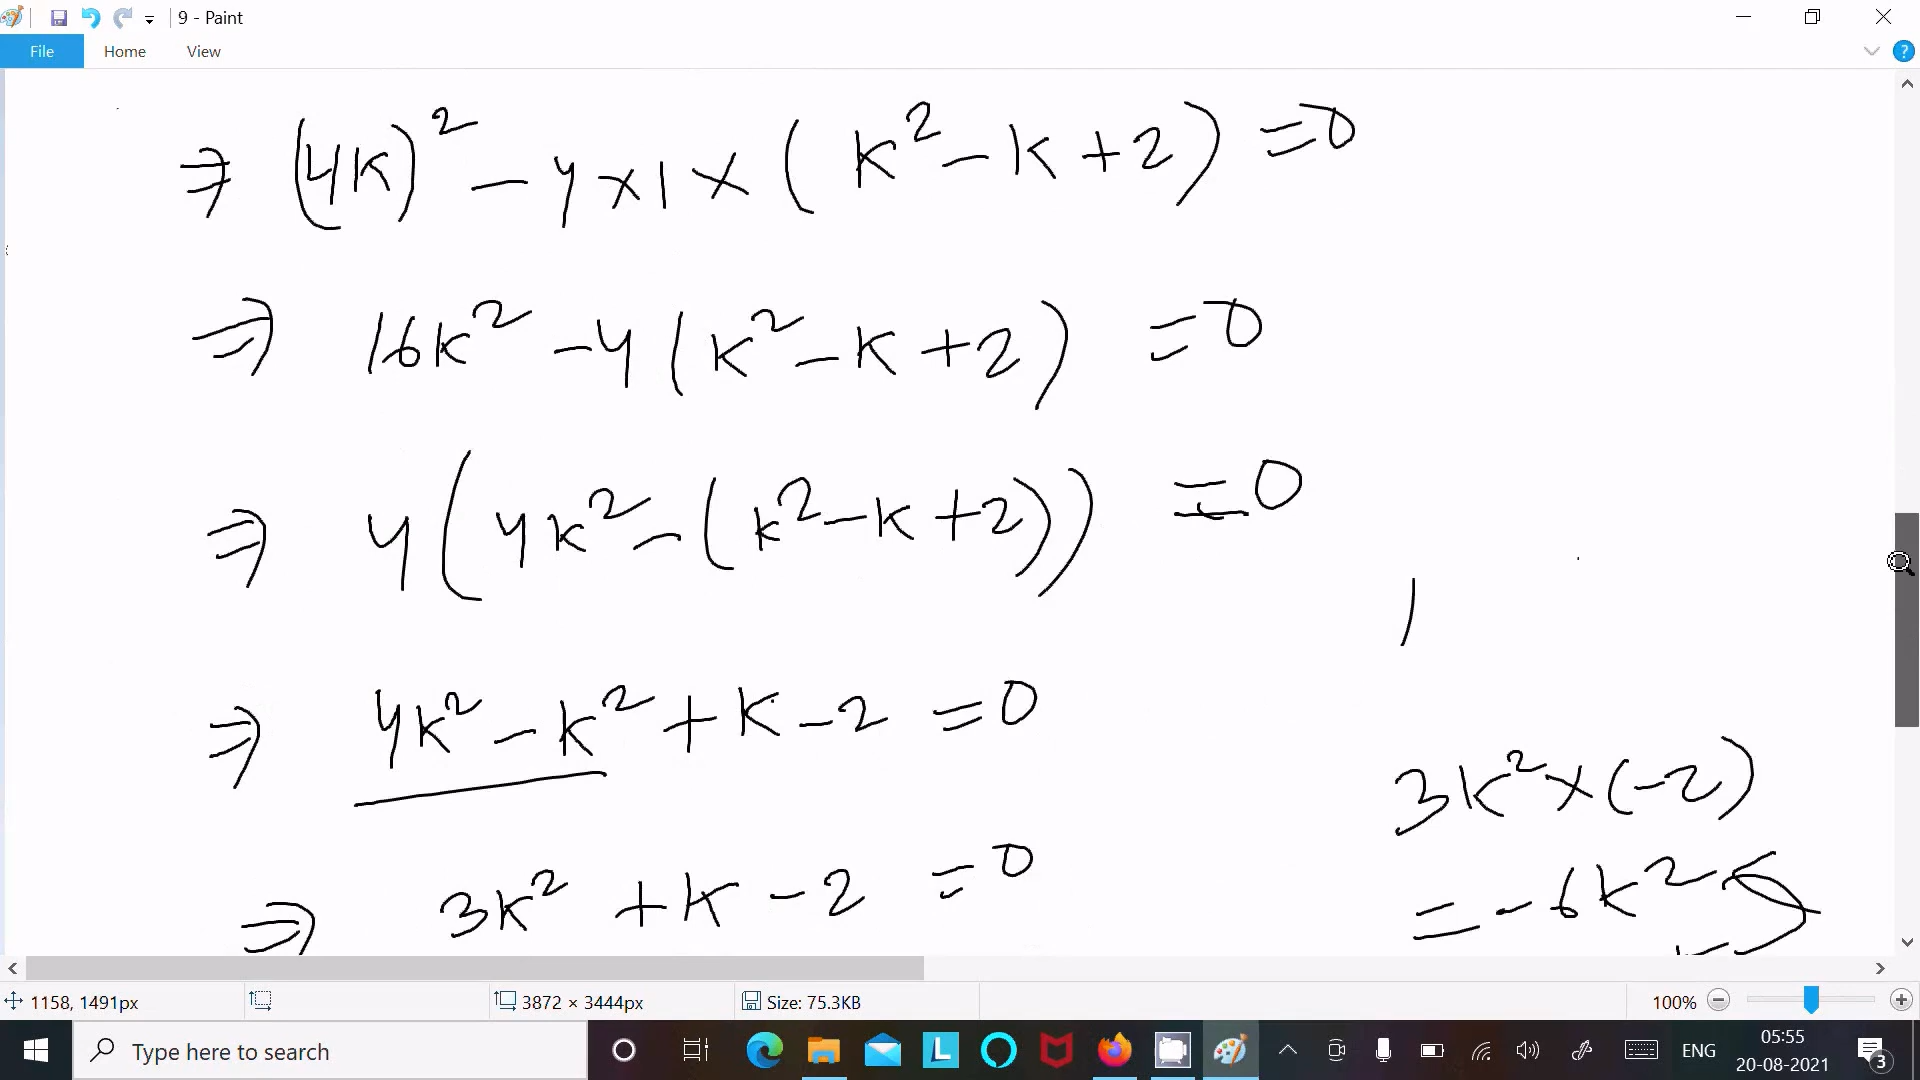 9 - Paint
File Home View
⇒ (4K)² - 4 × 1 × (K² - K + 2) = 0
⇒ 16K² - 4 (K² - K + 2) = 0
⇒ 4 (4K² - (K² - K + 2)) = 0
⇒ 4K² - K² + K - 2 = 0
3K² × (-2)
= -6K²
⇒ 3K² + K - 2 = 0
1158, 1491px 3872 × 3444px Size: 75.3KB 100%
Type here to search
ENG 05:55
20-08-2021 3